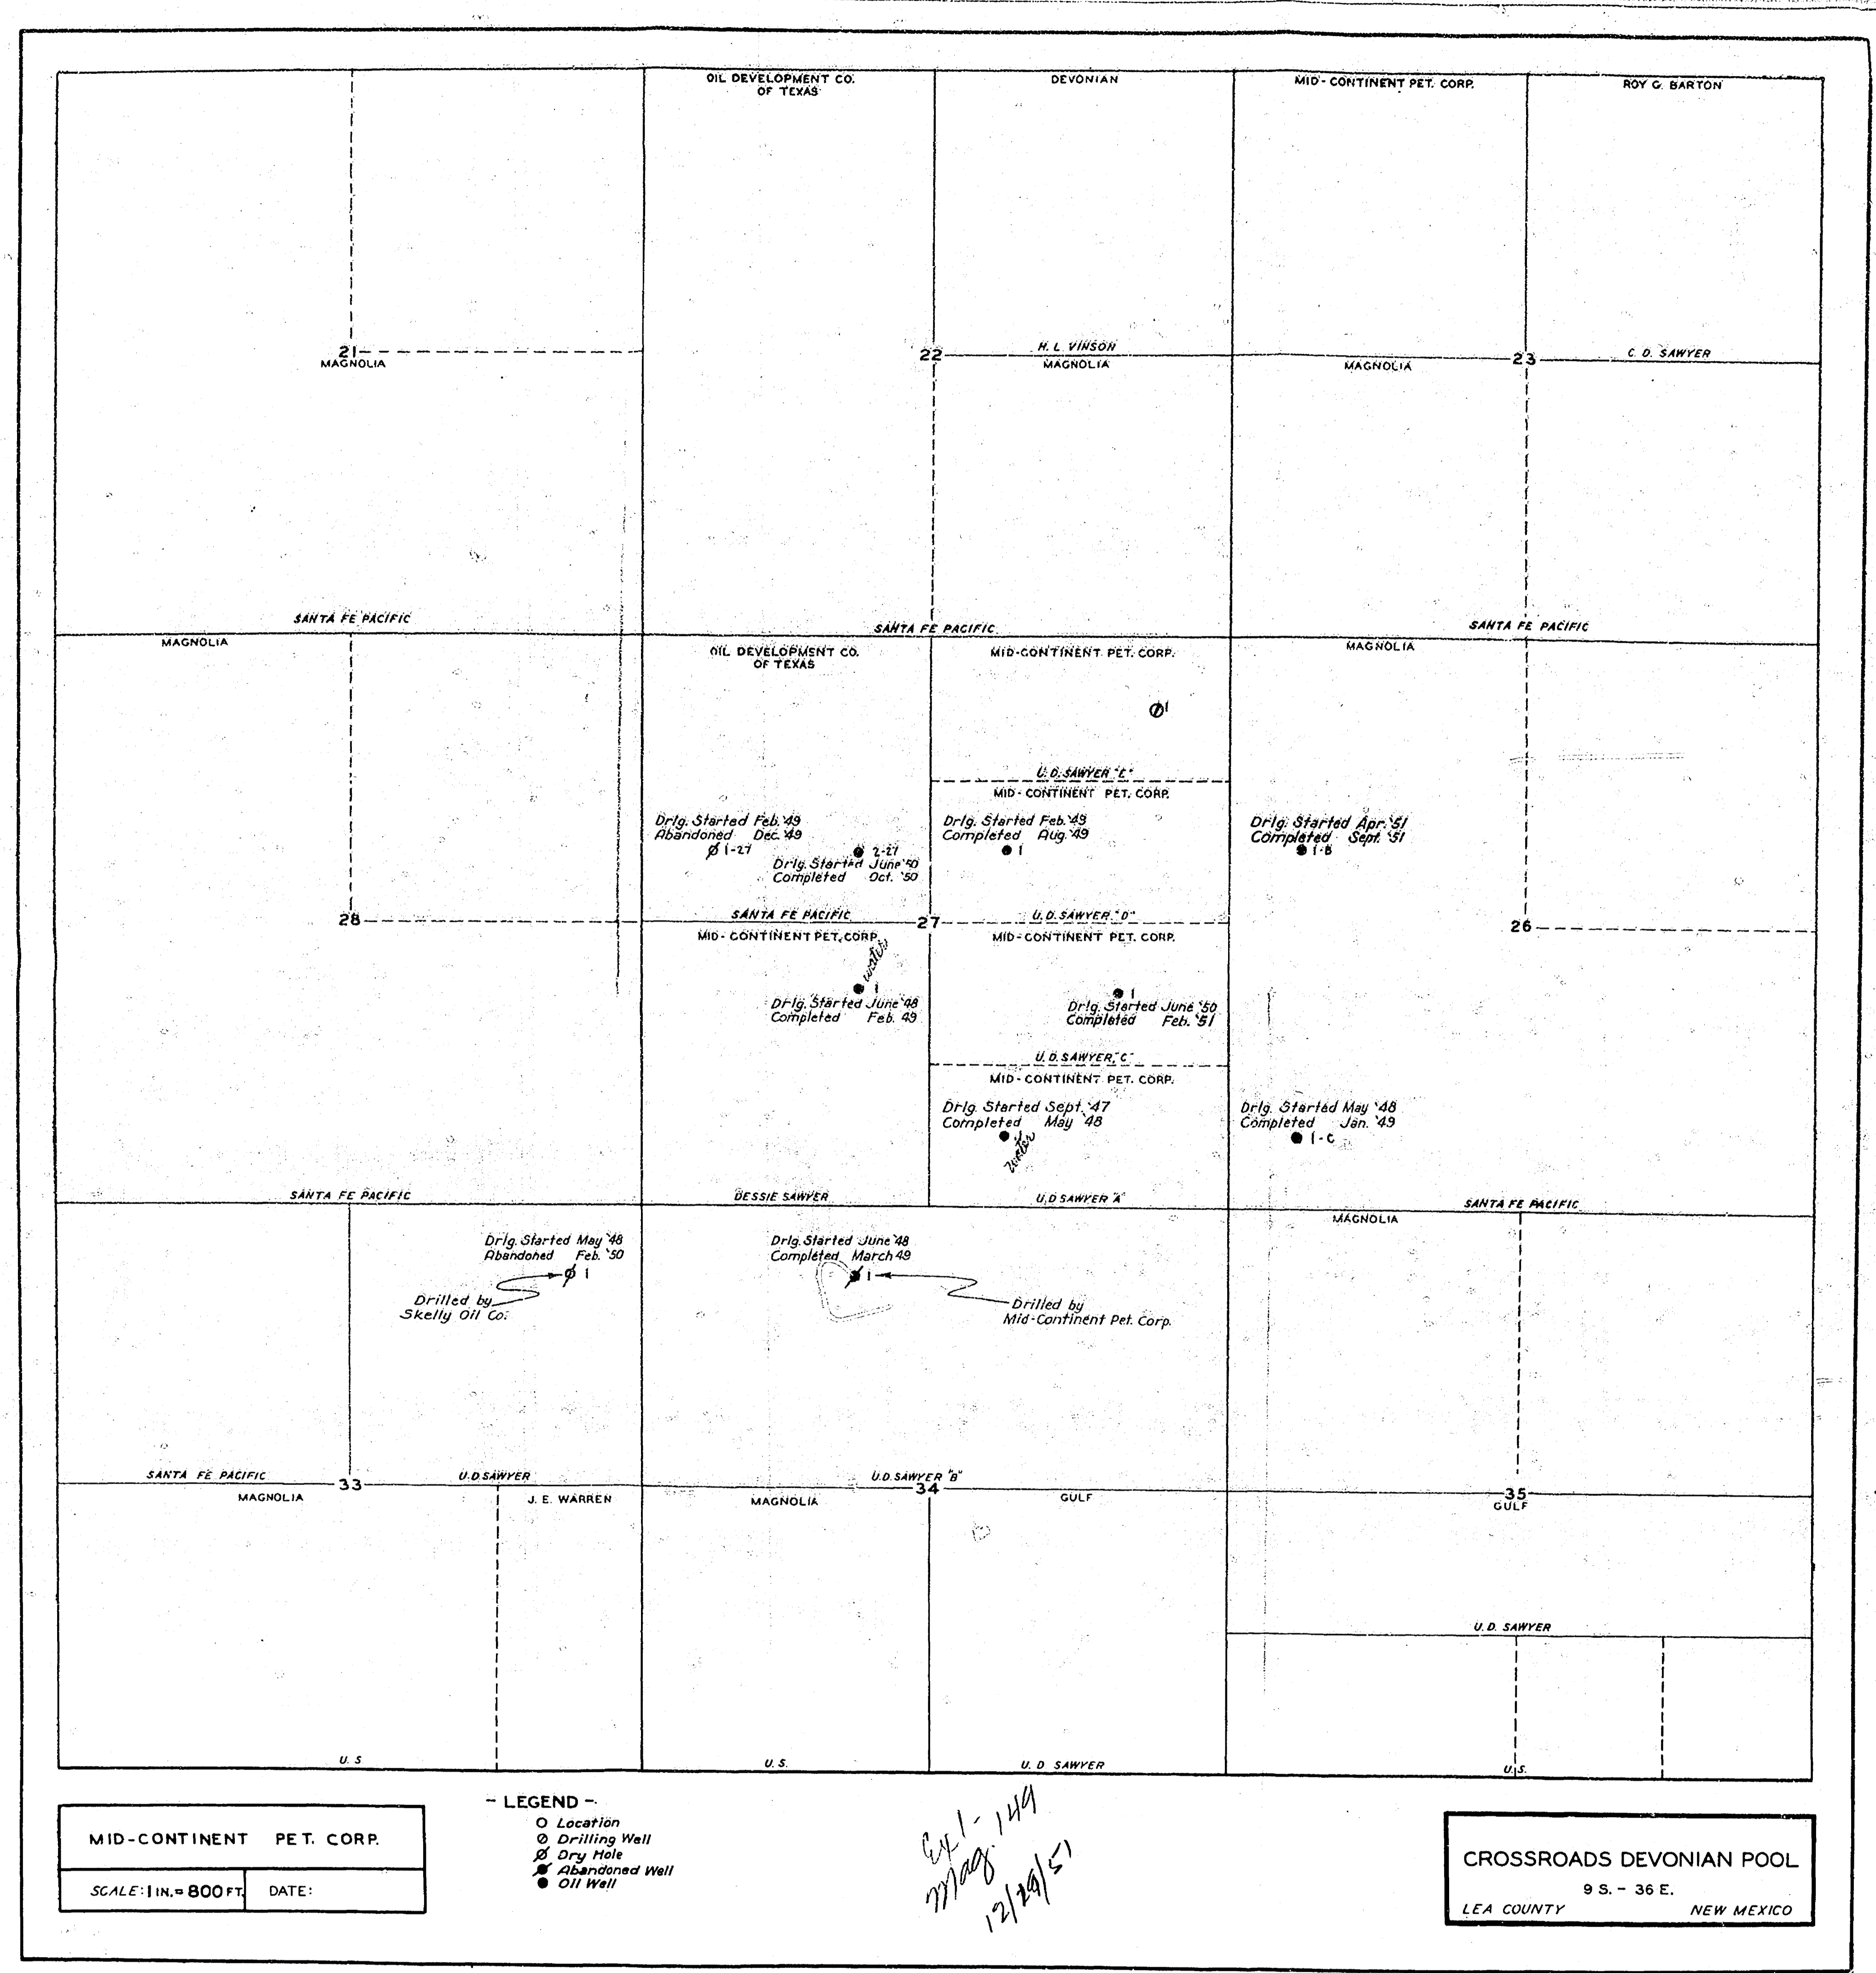 OIL DEVELOPMENT CO.
OF TEXAS
DEVONIAN
MID-CONTINENT PET. CORP.
ROY G. BARTON
21
MAGNOLIA
22
H. L. VINSON
MAGNOLIA
MAGNOLIA
23
C. D. SAWYER
SANTA FE PACIFIC
SANTA FE PACIFIC
SANTA FE PACIFIC
MAGNOLIA
OIL DEVELOPMENT CO.
OF TEXAS
MID-CONTINENT PET. CORP.
MAGNOLIA
1
U. D. SAWYER "E"
MID-CONTINENT PET. CORP.
Drlg. Started Feb. '49
Abandoned Dec. '49
1-27
2-27
Drlg. Started June '50
Completed Oct. '50
Drlg. Started Feb. '49
Completed Aug. '49
1
Drlg. Started Apr. '51
Completed Sept. '51
1-B
28
SANTA FE PACIFIC
27
U. D. SAWYER "D"
26
MID-CONTINENT PET. CORP.
MID-CONTINENT PET. CORP.
water
1
Drlg. Started June '48
Completed Feb. 49
1
Drlg. Started June '50
Completed Feb. '51
U. D. SAWYER "C"
MID-CONTINENT PET. CORP.
Drlg. Started Sept. '47
Completed May '48
1
water
Drlg. Started May '48
Completed Jan. '49
1-C
SANTA FE PACIFIC
DESSIE SAWYER
U. D SAWYER "A"
SANTA FE PACIFIC
MAGNOLIA
Drlg. Started May '48
Abandoned Feb. '50
1
Drilled by
Skelly Oil Co.
Drlg. Started June '48
Completed March 49
1
Drilled by
Mid-Continent Pet. Corp.
SANTA FE PACIFIC
33
U. D SAWYER
U. D. SAWYER "B"
34
35
MAGNOLIA
J. E. WARREN
MAGNOLIA
GULF
GULF
U. D. SAWYER
U. S
U. S.
U. D SAWYER
U. S.
MID-CONTINENT PET. CORP.
SCALE: 1 IN. = 800 FT.
DATE:
- LEGEND -
Location
Drilling Well
Dry Hole
Abandoned Well
Oil Well
Ex 1 - 149
Mag.
12/29/51
CROSSROADS DEVONIAN POOL
9 S. - 36 E.
LEA COUNTY NEW MEXICO